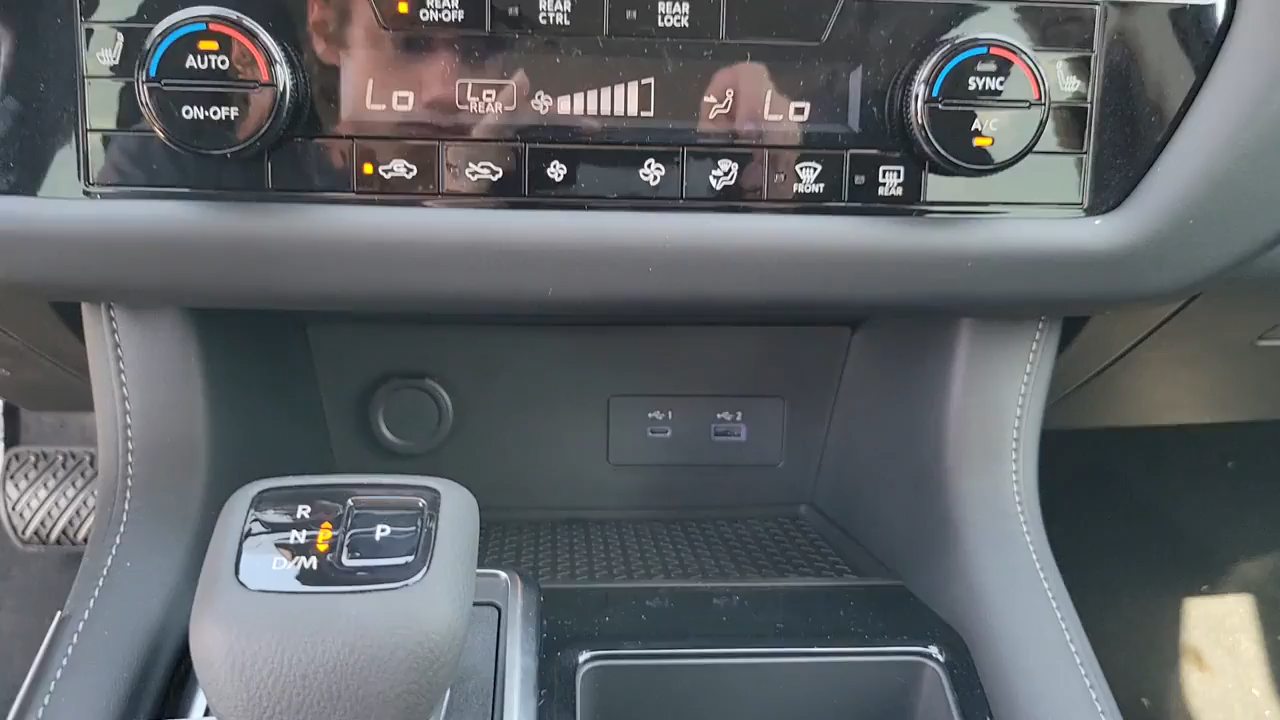 REAR
ON·OFF
REAR
CTRL
REAR
LOCK
AUTO
ON·OFF
Lo
Lo
REAR
Lo
SYNC
A/C
FRONT
REAR
1
2
R
N
P
D/M
P